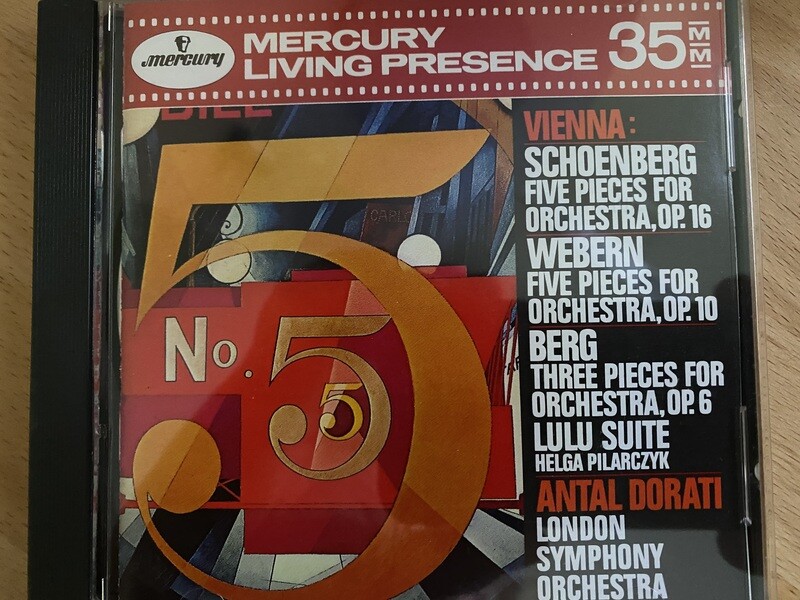 mercury
MERCURY
LIVING PRESENCE
35
MM
BILL
CARLO
No. 5
5
5
VIENNA:
SCHOENBERG
FIVE PIECES FOR
ORCHESTRA, OP. 16
WEBERN
FIVE PIECES FOR
ORCHESTRA, OP. 10
BERG
THREE PIECES FOR
ORCHESTRA, OP. 6
LULU SUITE
HELGA PILARCZYK
ANTAL DORATI
LONDON
SYMPHONY
ORCHESTRA